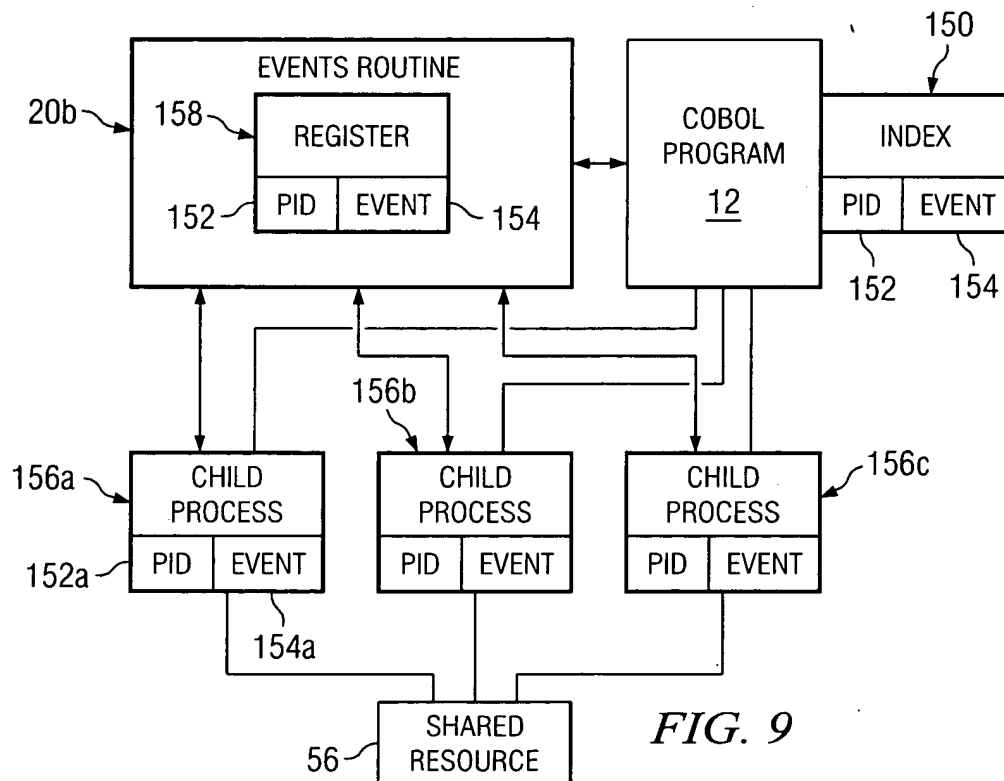 EVENTS ROUTINE
20b
158
REGISTER
152
PID
EVENT
154
COBOL
PROGRAM
12
150
INDEX
PID
EVENT
152
154
156a
CHILD
PROCESS
152a
PID
EVENT
154a
156b
CHILD
PROCESS
PID
EVENT
156c
CHILD
PROCESS
PID
EVENT
56
SHARED
RESOURCE
FIG. 9